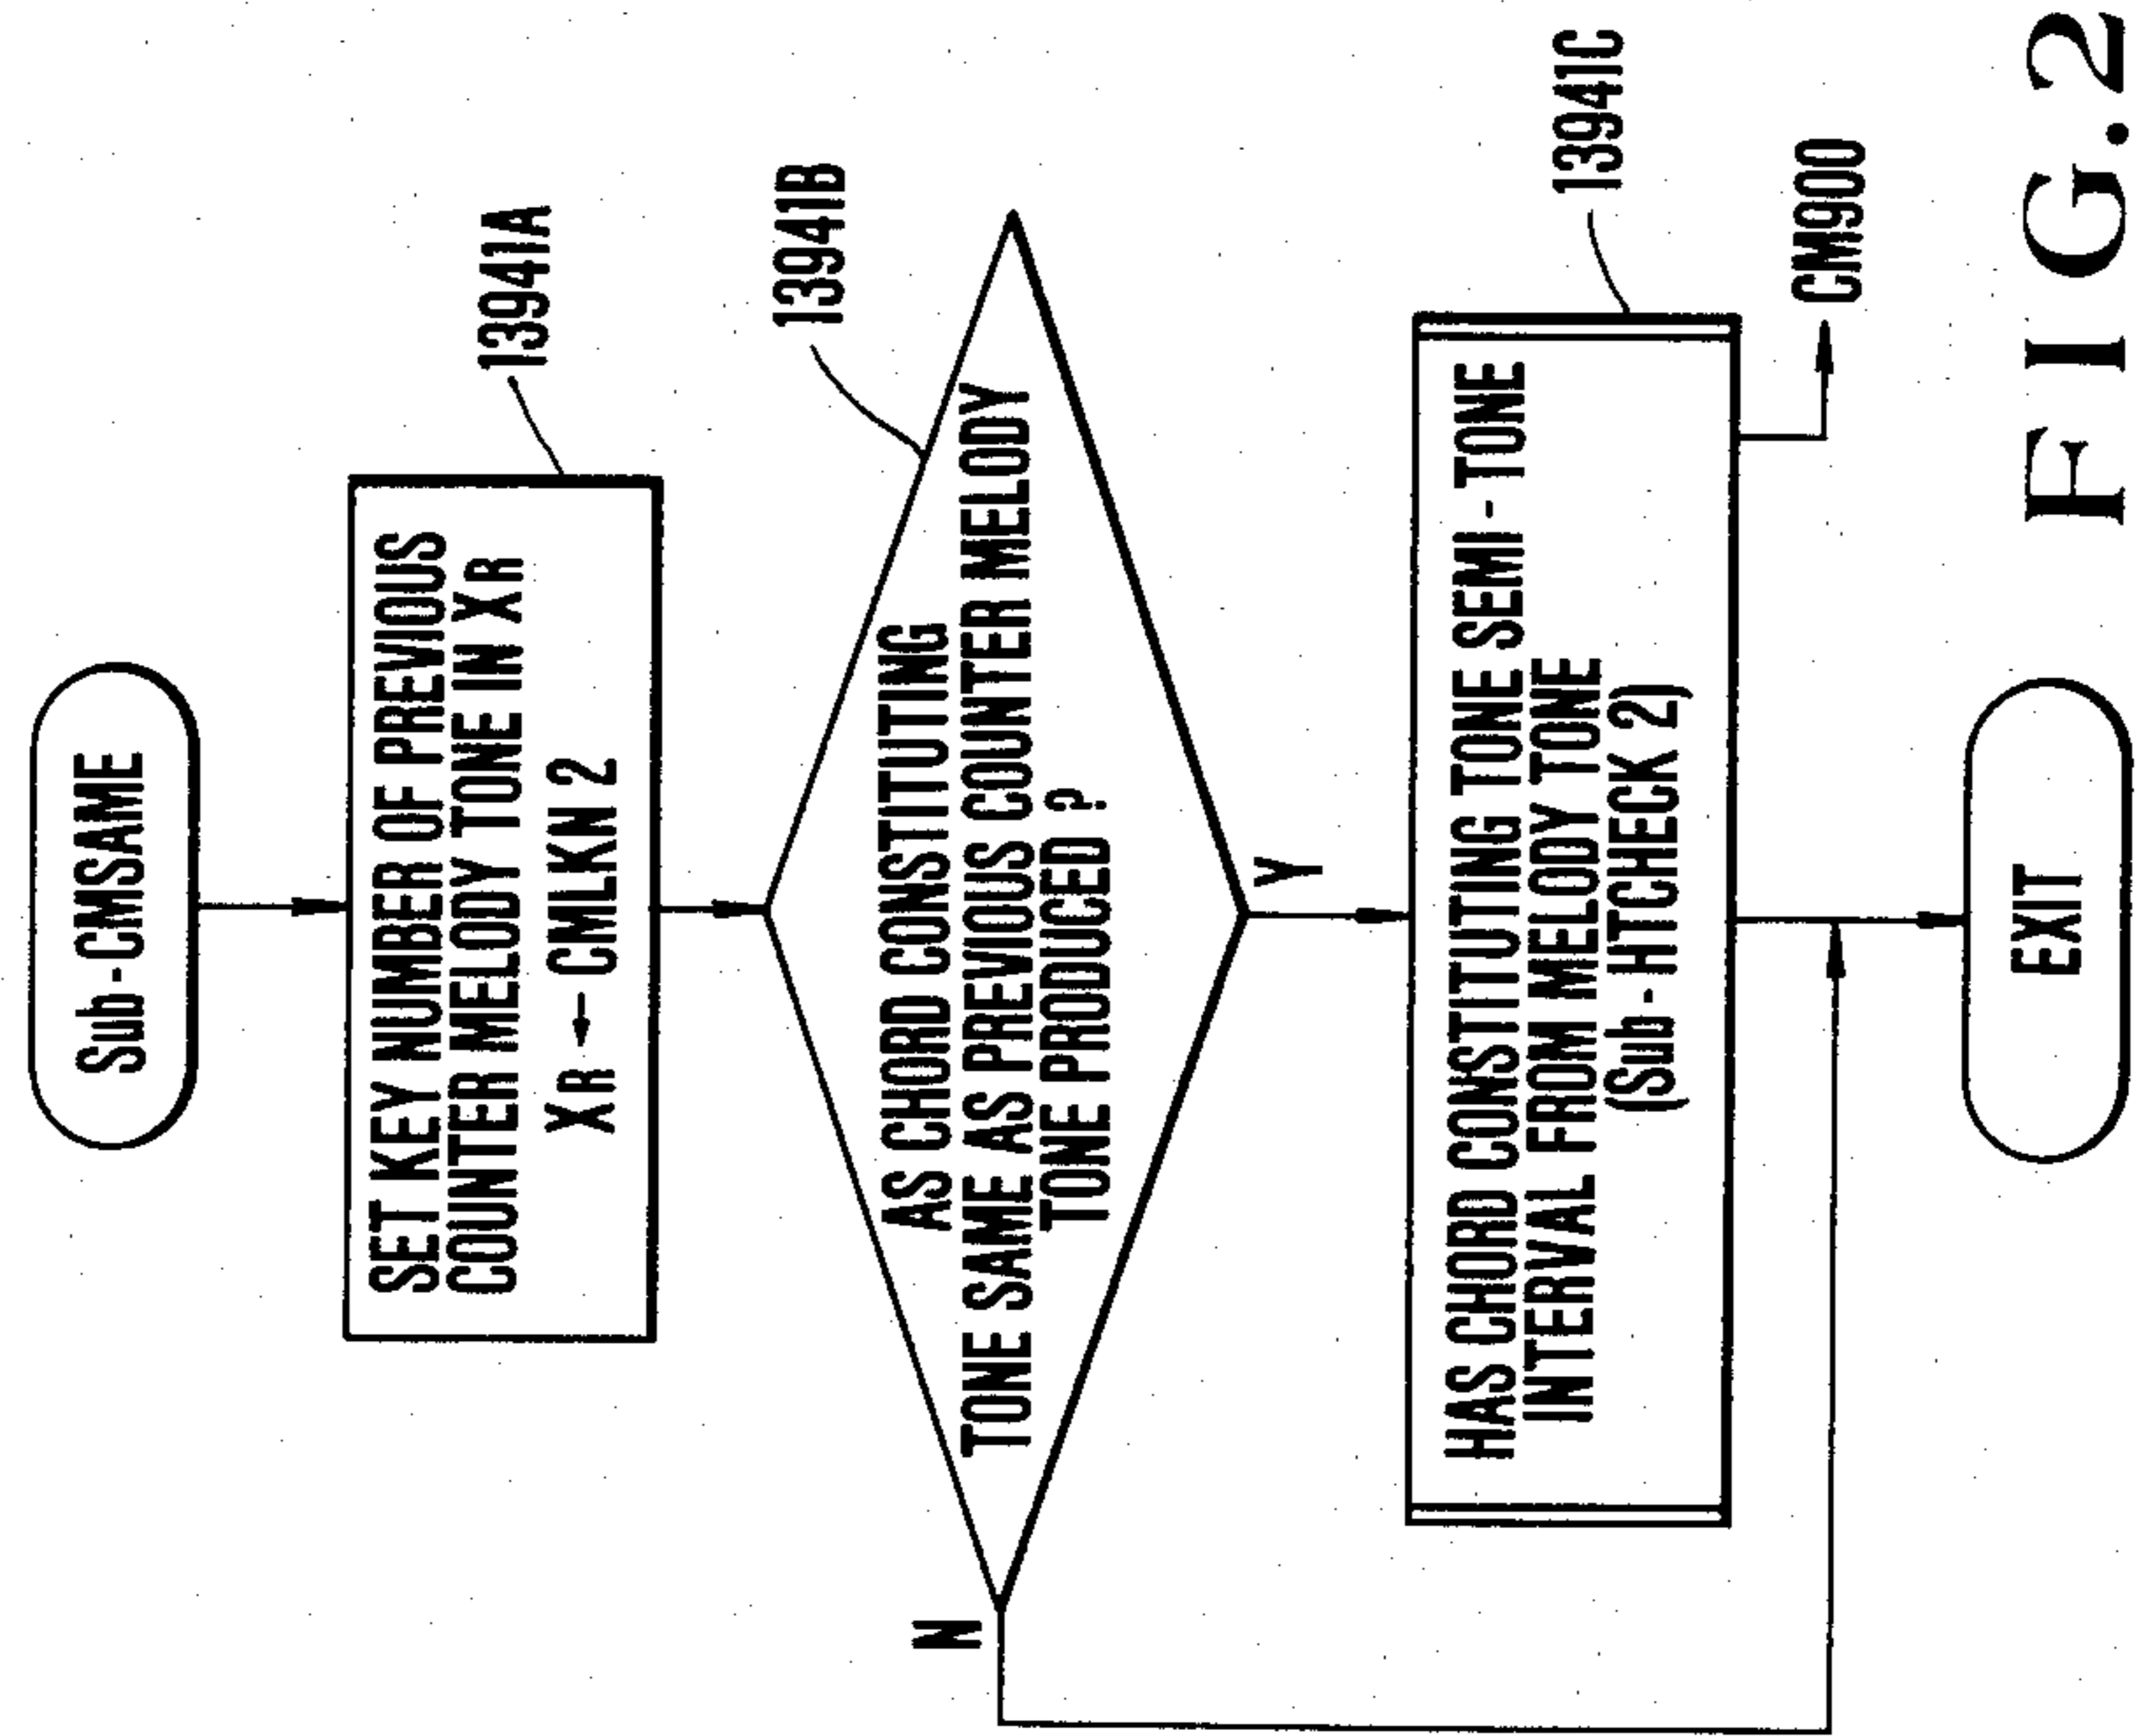 Sub-CMSAME
13941A
SET KEY NUMBER OF PREVIOUS
COUNTER MELODY TONE IN XR
XR ← CMLKN 2
13941B
AS CHORD CONSTITUTING
TONE SAME AS PREVIOUS COUNTER MELODY
TONE PRODUCED ?
N
Y
13941C
HAS CHORD CONSTITUTING TONE SEMI-TONE
INTERVAL FROM MELODY TONE
(Sub-HTCHECK 2)
CM900
EXIT
FIG.2